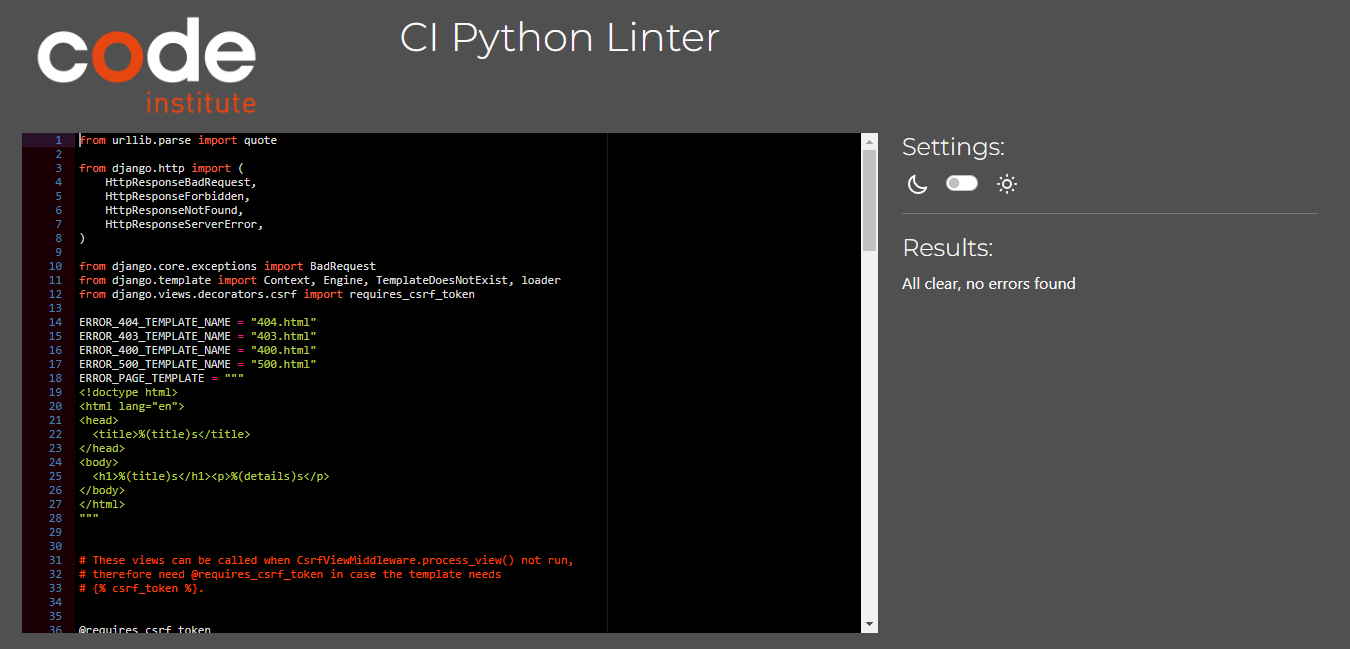 code
institute
CI Python Linter
1 from urllib.parse import quote
2
3 from django.http import (
4     HttpResponseBadRequest,
5     HttpResponseForbidden,
6     HttpResponseNotFound,
7     HttpResponseServerError,
8 )
9
10 from django.core.exceptions import BadRequest
11 from django.template import Context, Engine, TemplateDoesNotExist, loader
12 from django.views.decorators.csrf import requires_csrf_token
13
14 ERROR_404_TEMPLATE_NAME = "404.html"
15 ERROR_403_TEMPLATE_NAME = "403.html"
16 ERROR_400_TEMPLATE_NAME = "400.html"
17 ERROR_500_TEMPLATE_NAME = "500.html"
18 ERROR_PAGE_TEMPLATE = """
19 <!doctype html>
20 <html lang="en">
21 <head>
22   <title>%(title)s</title>
23 </head>
24 <body>
25   <h1>%(title)s</h1><p>%(details)s</p>
26 </body>
27 </html>
28 """
29
30
31 # These views can be called when CsrfViewMiddleware.process_view() not run,
32 # therefore need @requires_csrf_token in case the template needs
33 # {% csrf_token %}.
34
35
36 @requires_csrf_token
Settings:
Results:
All clear, no errors found